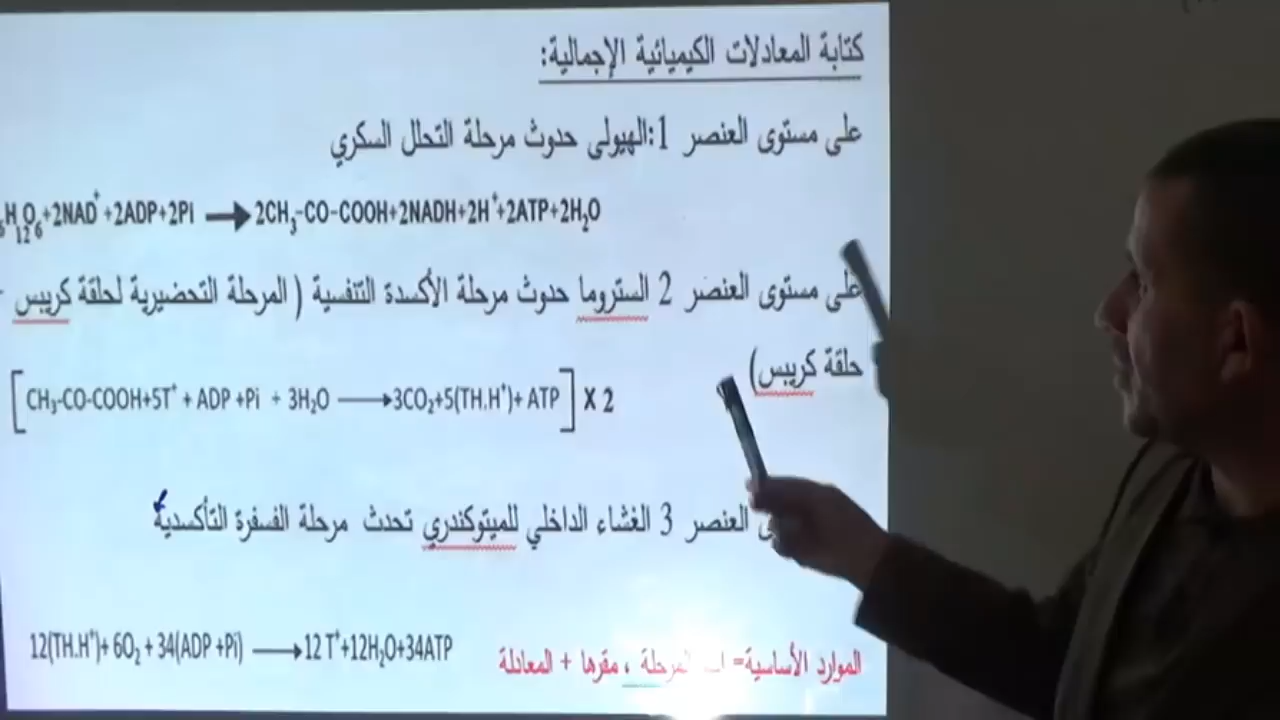 كتابة المعادلات الكيميائية الإجمالية:
على مستوى العنصر 1:الهيولى حدوث مرحلة التحلل السكري
₆H₁₂O₆+2NAD⁺+2ADP+2Pi ➔ 2CH₃-CO-COOH+2NADH+2H⁺+2ATP+2H₂O
على مستوى العنصر 2 الستروما حدوث مرحلة الأكسدة التنفسية ( المرحلة التحضيرية لحلقة كريبس -
حلقة كريبس)
[CH₃-CO-COOH+5T⁺ + ADP +Pi + 3H₂O ⟶3CO₂+5(TH.H⁺)+ ATP] X 2
العنصر 3 الغشاء الداخلي للميتوكندري تحدث مرحلة الفسفرة التأكسدية
12(TH.H⁺)+ 6O₂ + 34(ADP +Pi) ⟶12 T⁺+12H₂O+34ATP
الموارد الأساسية= المرحلة ، مقرها + المعادلة